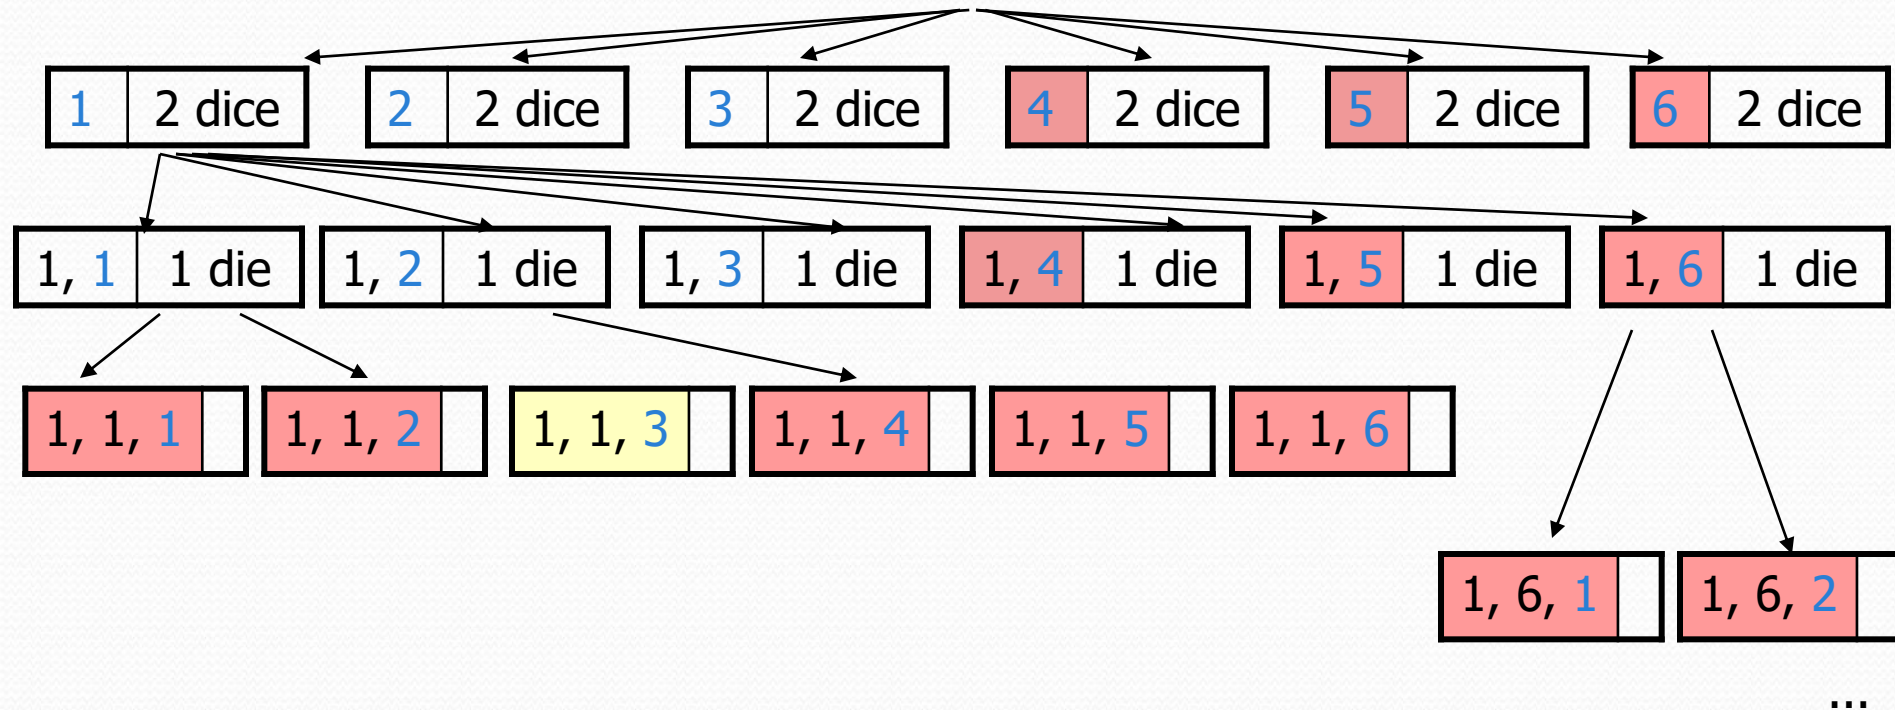 1 2 dice 2 2 dice 3 2 dice 4 2 dice 5 2 dice 6 2 dice
1, 1 1 die 1, 2 1 die 1, 3 1 die 1, 4 1 die 1, 5 1 die 1, 6 1 die
1, 1, 1 1, 1, 2 1, 1, 3 1, 1, 4 1, 1, 5 1, 1, 6
1, 6, 1 1, 6, 2
...